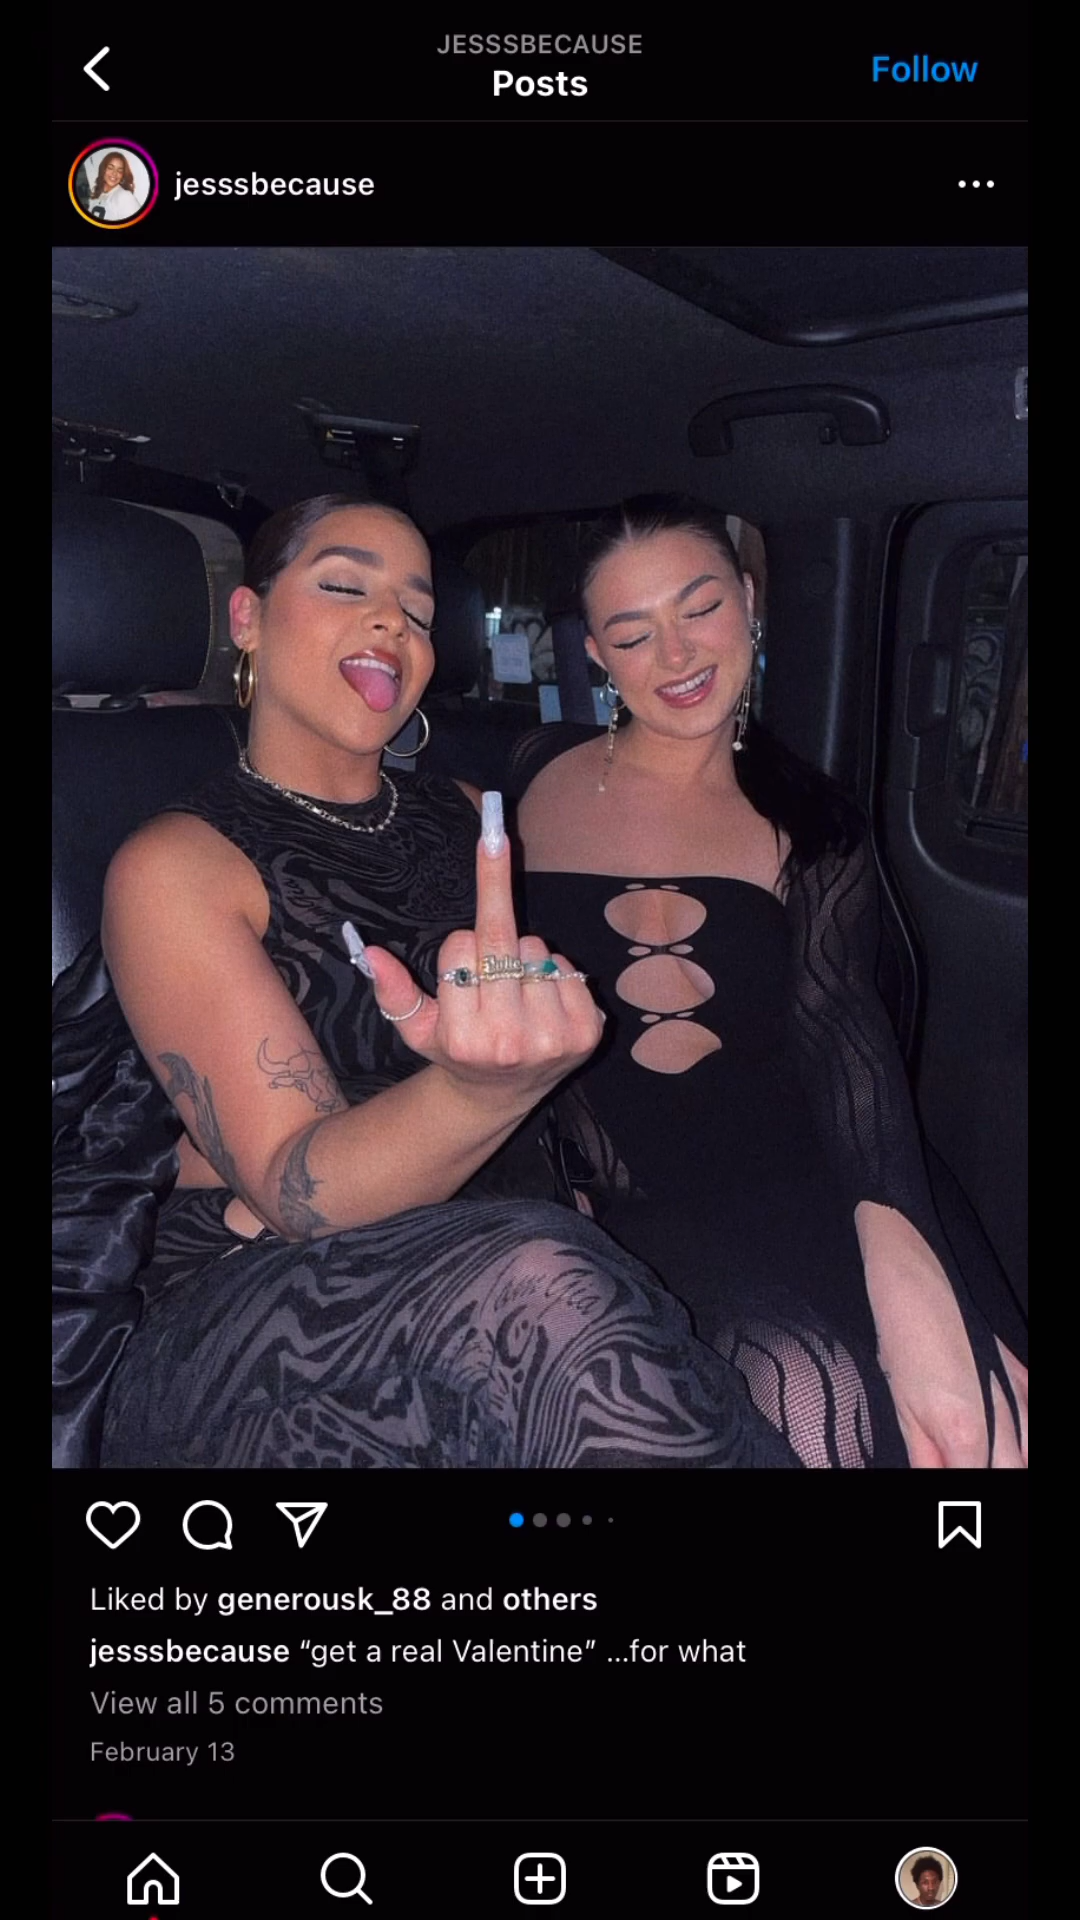 JESSSBECAUSE
Posts
Follow
jesssbecause
Liked by generousk_88 and others
jesssbecause “get a real Valentine” ...for what
View all 5 comments
February 13